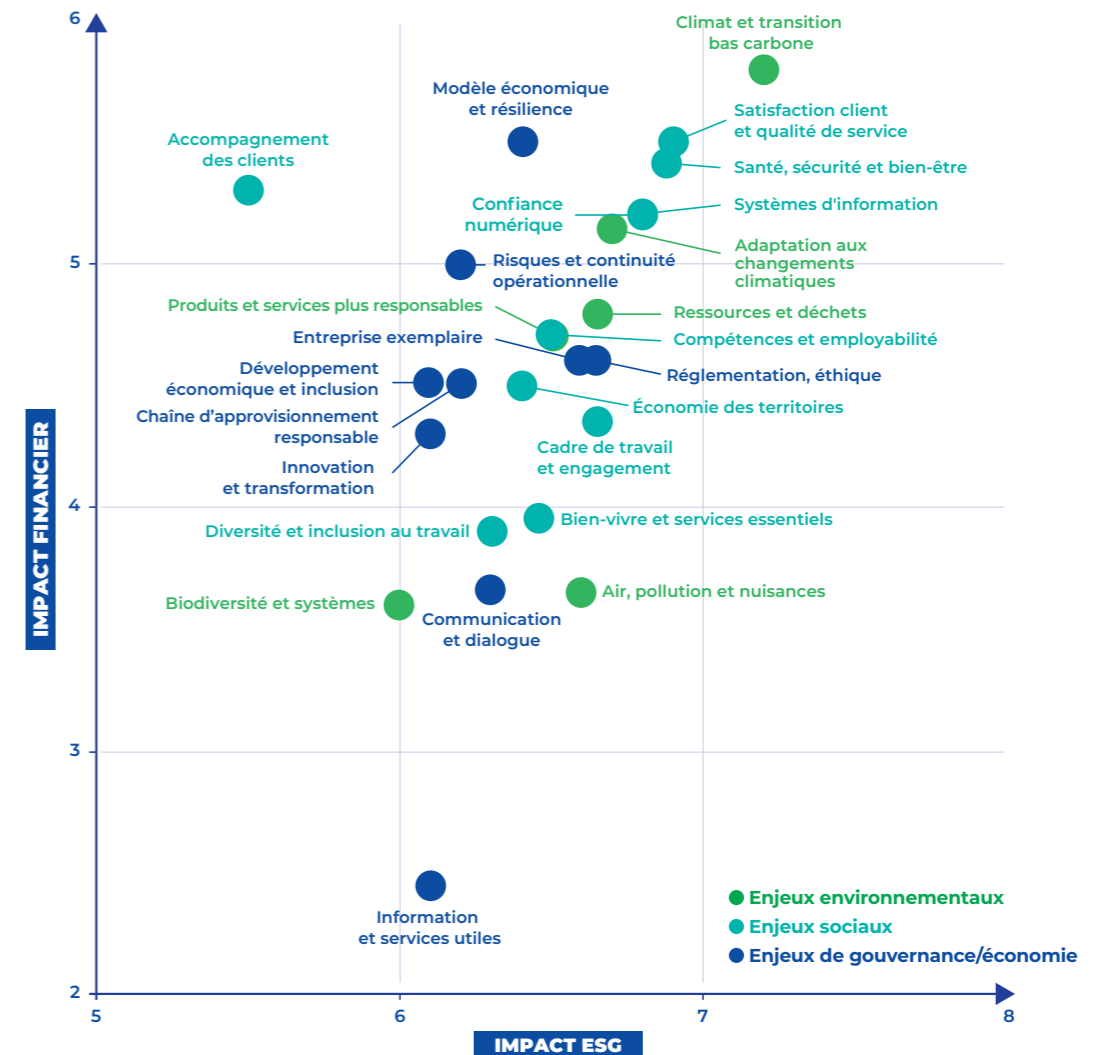 6
Climat et transition
bas carbone
Modèle économique
et résilience
Satisfaction client
et qualité de service
Accompagnement
des clients
Santé, sécurité et bien-être
Confiance
numérique
Systèmes d'information
Adaptation aux
changements
climatiques
5
Risques et continuité
opérationnelle
Produits et services plus responsables
Ressources et déchets
Entreprise exemplaire
Compétences et employabilité
Développement
économique et inclusion
Réglementation, éthique
Chaîne d’approvisionnement
responsable
Économie des territoires
Cadre de travail
et engagement
Innovation
et transformation
IMPACT FINANCIER
4
Diversité et inclusion au travail
Bien-vivre et services essentiels
Biodiversité et systèmes
Air, pollution et nuisances
Communication
et dialogue
3
Information
et services utiles
Enjeux environnementaux
Enjeux sociaux
Enjeux de gouvernance/économie
2
5
6
7
8
IMPACT ESG